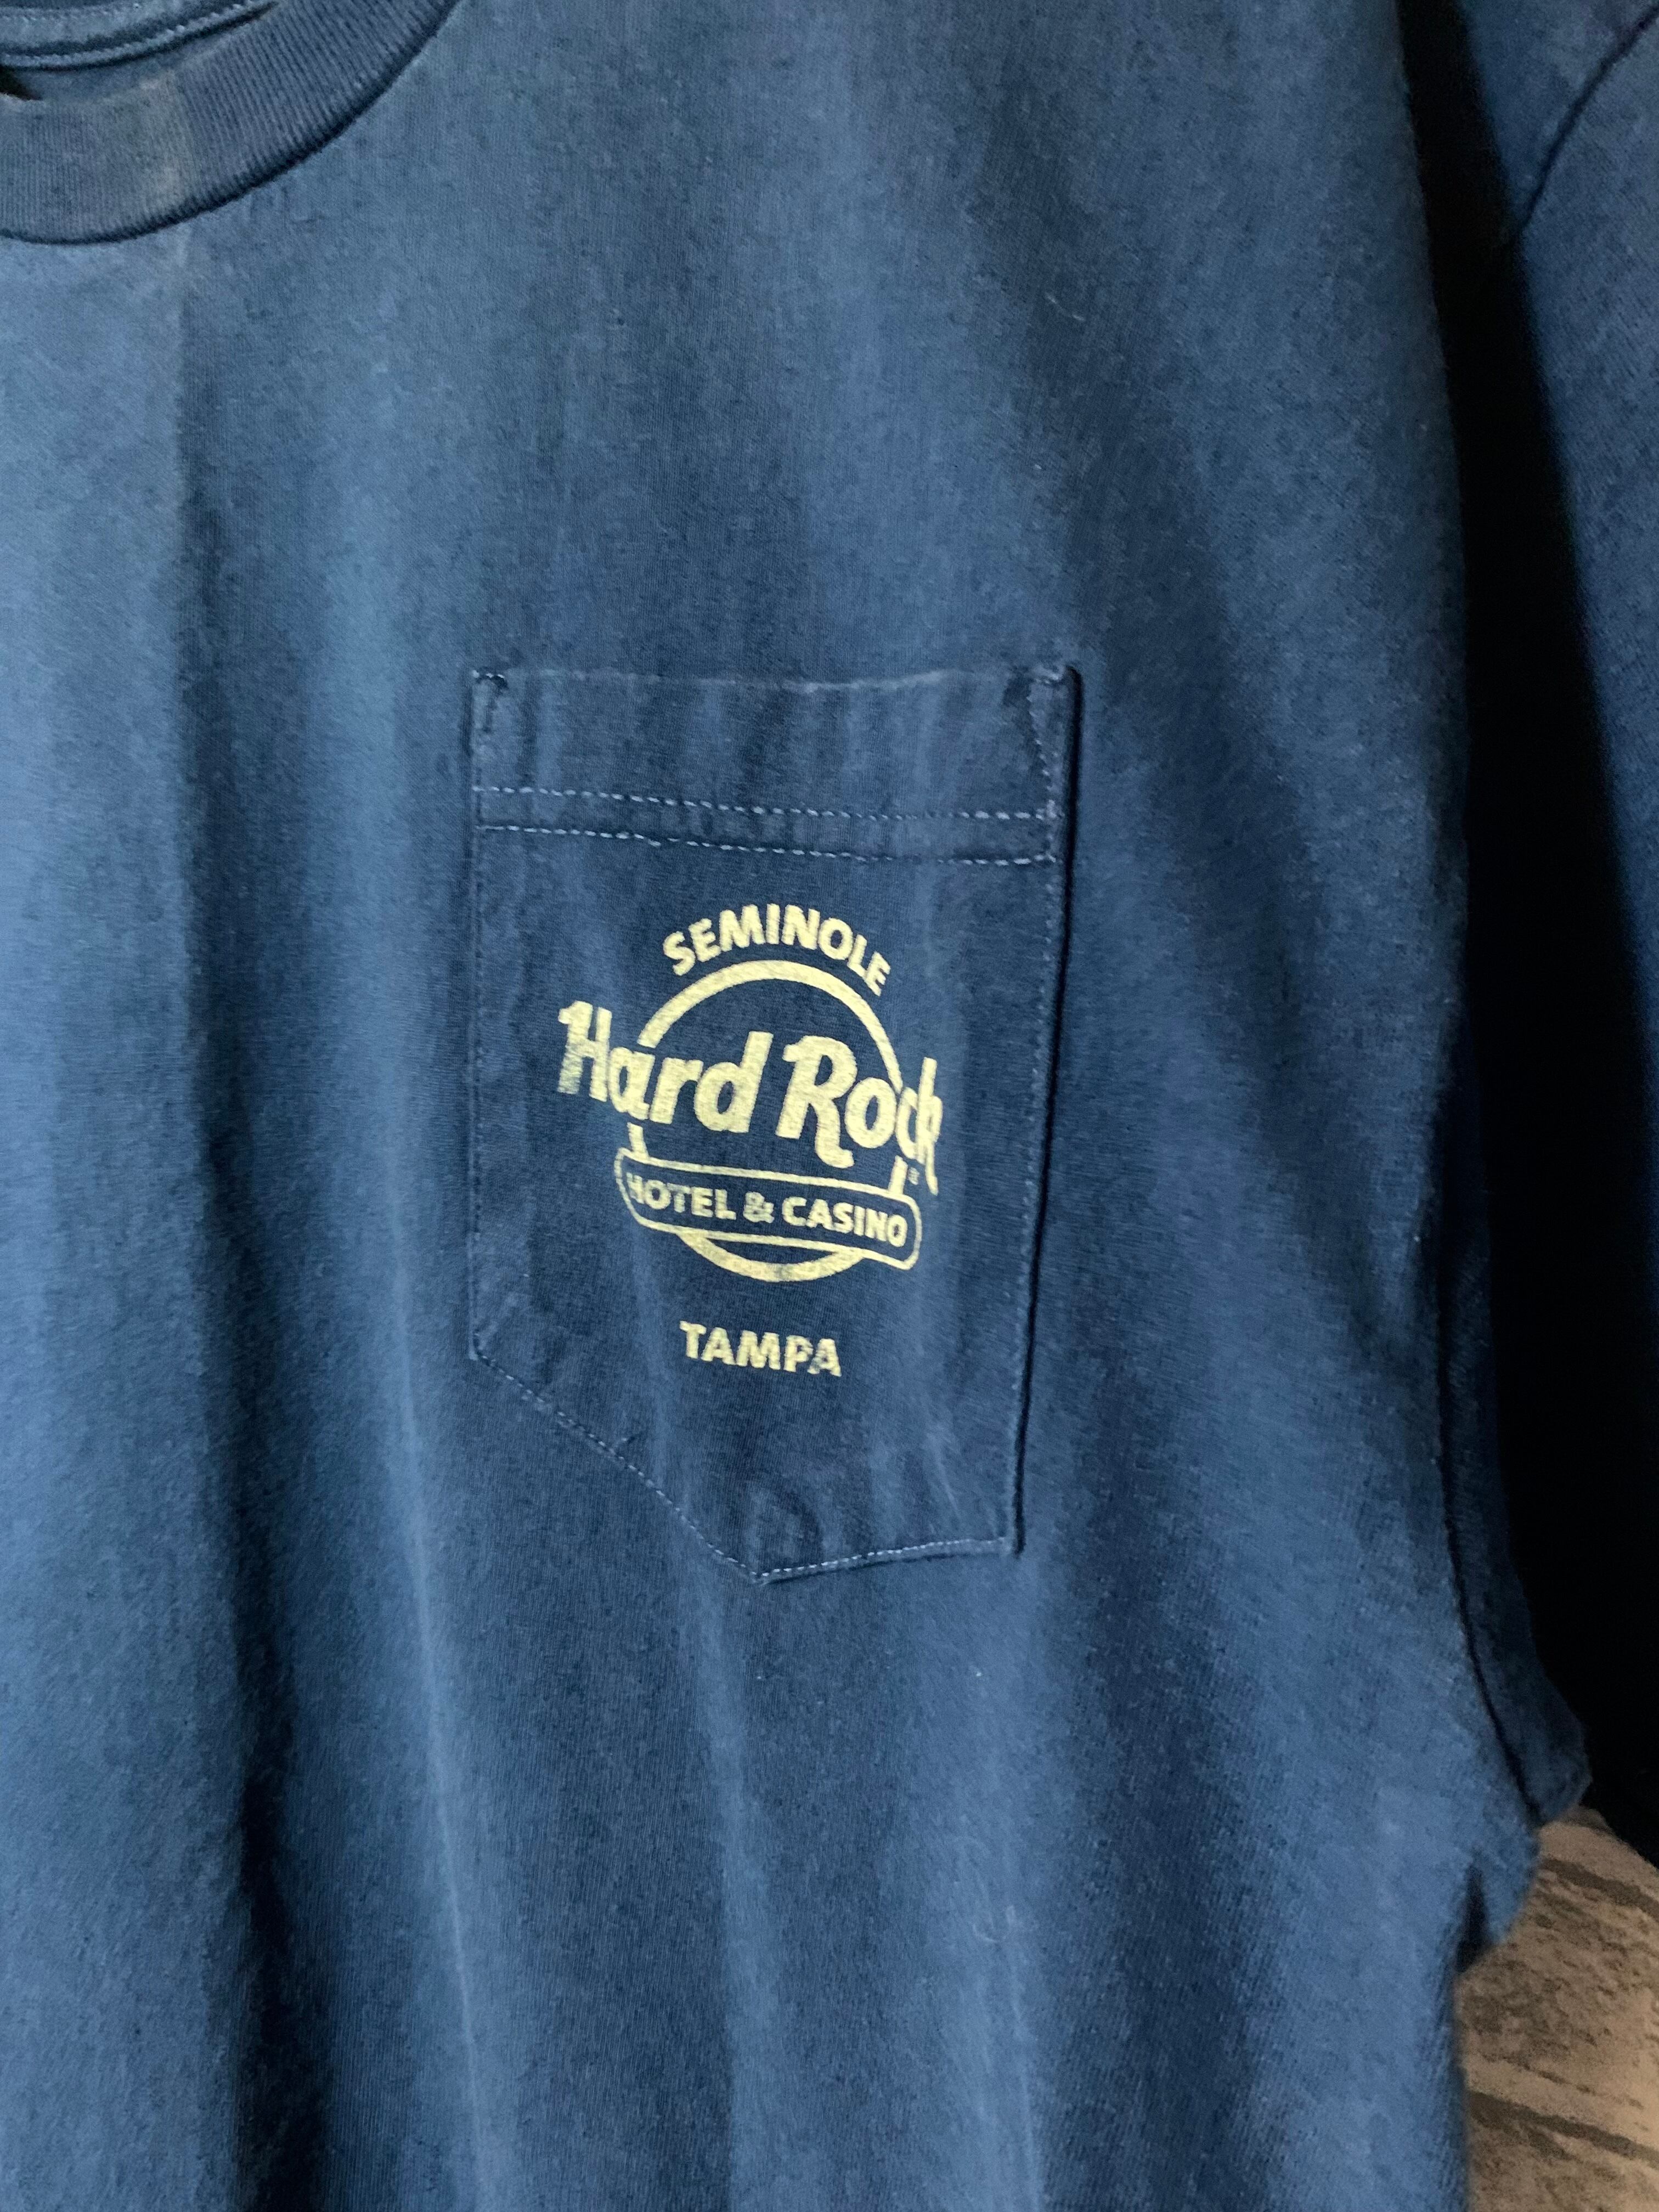 SEMINOLE
Hard Rock
HOTEL & CASINO
TAMPA